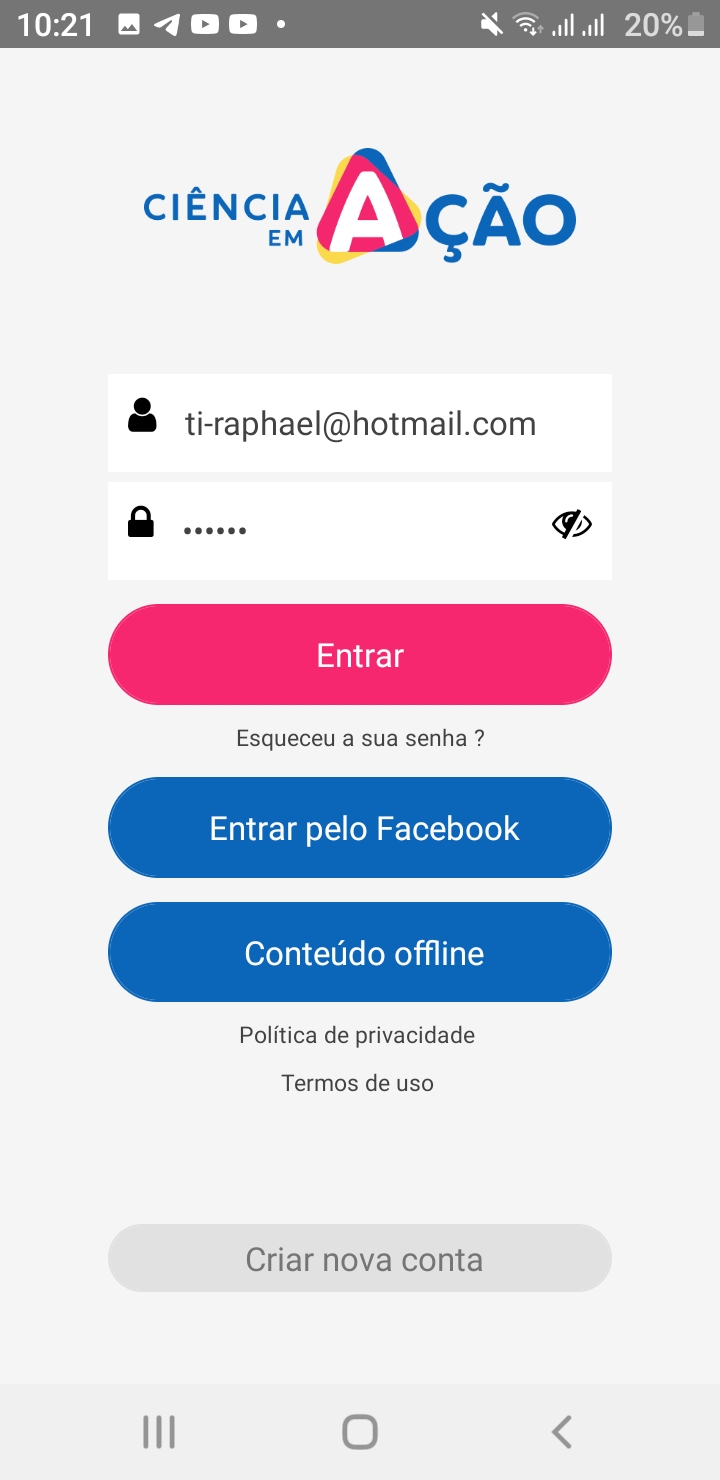 10:21 20%
CIÊNCIA EM AÇÃO
ti-raphael@hotmail.com
••••••
Entrar
Esqueceu a sua senha ?
Entrar pelo Facebook
Conteúdo offline
Política de privacidade
Termos de uso
Criar nova conta